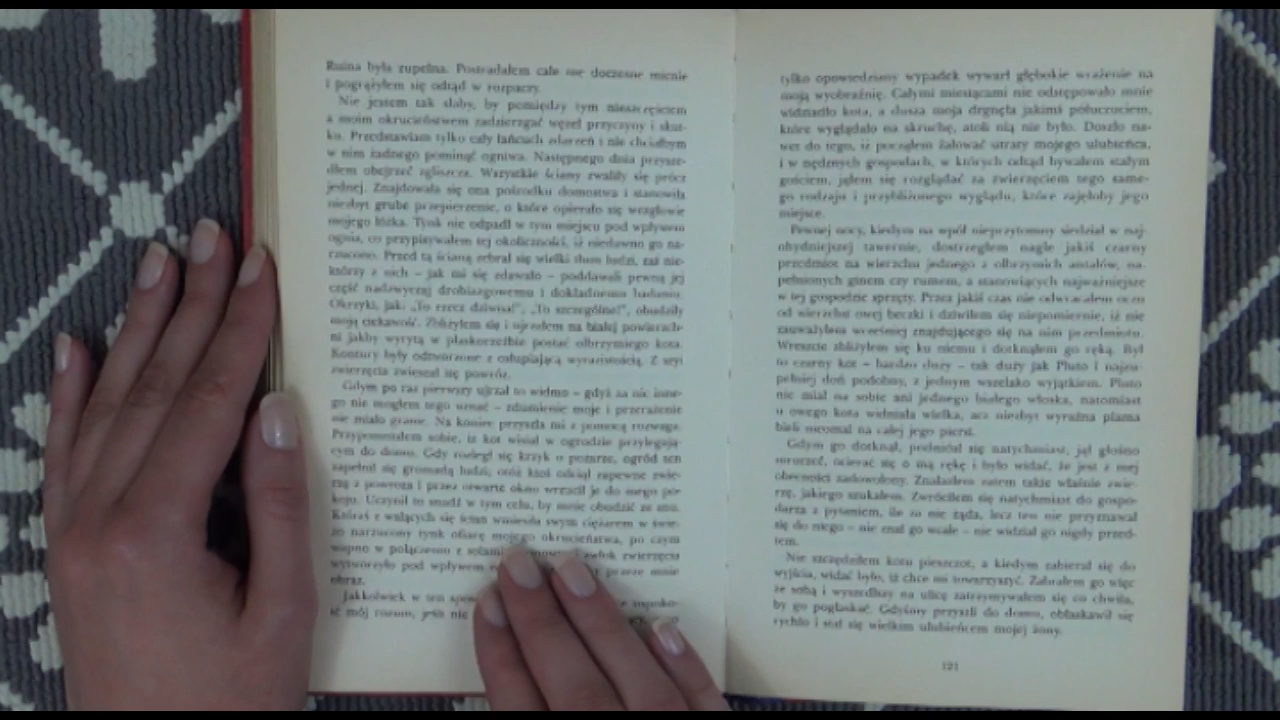 Ruina była zupełna. Postradałem całe me doczesne mienie
i pogrążyłem się odtąd w rozpaczy.
Nie jestem tak słaby, by pomiędzy tym nieszczęściem
a moim okrucieństwem zadzierzgać węzeł przyczyny i skut-
ku. Przedstawiam tylko cały łańcuch zdarzeń i nie chciałbym
w nim żadnego pominąć ogniwa. Następnego dnia przysze-
dłem obejrzeć zgliszcza. Wszystkie ściany zwaliły się prócz
jednej. Znajdowała się ona pośrodku domostwa i stanowiła
niezbyt grube przepierzenie, o które opierało się wezgłowie
mojego łóżka. Tynk nie odpadł w tym miejscu pod wpływem
ognia, co przypisywałem tej okoliczności, iż niedawno go na-
rzucono. Przed tą ścianą zebrał się wielki tłum ludzi, zaś nie-
którzy z nich – jak mi się zdawało – poddawali pewną jej
część nadzwyczaj drobiazgowemu i dokładnemu badaniu.
Okrzyki, jak: „To rzecz dziwna!”, „To szczególne!”, obudziły
moją ciekawość. Zbliżyłem się i ujrzałem na białej powierzch-
ni jakby wyrytą w płaskorzeźbie postać olbrzymiego kota.
Kontury były odtworzone z osłupiającą wyrazistością. Z szyi
zwierzęcia zwieszał się powróz.
Gdym po raz pierwszy ujrzał to widmo – gdyż za nic inne-
go nie mogłem tego uznać – zdumienie moje i przerażenie
nie miało granic. Na koniec przyszła mi z pomocą rozwaga.
Przypomniałem sobie, iż kot wisiał w ogrodzie przylegają-
cym do domu. Gdy rozległ się krzyk o pożarze, ogród ten
zapełnił się gromadą ludzi, otóż ktoś odciął zapewne zwie-
rzę z powroza i przez otwarte okno wrzucił je do mego po-
koju. Uczynił to snadź w tym celu, by mnie obudzić ze snu.
Któraś z walących się ścian wtłoczyła swym ciężarem w świe-
żo narzucony tynk ofiarę mojego okrucieństwa, po czym
wapno w połączeniu z zwłok zwierzęcia
wytworzyło pod wpływem przeze mnie
obraz.
Jakkolwiek w ten uspoko-
ić mój rozum, jeśli nie
tylko opowiedziany wypadek wywarł głębokie wrażenie na
moją wyobraźnię. Całymi miesiącami nie odstępowało mnie
widziadło kota, a dusza moja drgnęła jakimś półuczuciem,
które wyglądało na skruchę, atoli nią nie było. Doszło na-
wet do tego, iż począłem żałować utraty mojego ulubieńca,
i w nędznych gospodach, w których odtąd bywałem stałym
gościem, jąłem się rozglądać za zwierzęciem tego same-
go rodzaju i przybliżonego wyglądu, które zajęłoby jego
miejsce.
Pewnej nocy, kiedym na wpół nieprzytomny siedział w naj-
ohydniejszej tawernie, dostrzegłem nagle jakiś czarny
przedmiot na wierzchu jednego z olbrzymich antałów, na-
pełnionych ginem czy rumem, a stanowiących najważniejsze
w tej gospodzie sprzęty. Przez jakiś czas nie odwracałem oczu
od wierzchu owej beczki i dziwiłem się niepomiernie, iż nie
zauważyłem wcześniej znajdującego się na nim przedmiotu.
Wreszcie zbliżyłem się ku niemu i dotknąłem go ręką. Był
to czarny kot – bardzo duży – tak duży jak Pluto i najzu-
pełniej doń podobny, z jednym wszelako wyjątkiem. Pluto
nie miał na sobie ani jednego białego włoska, natomiast
u owego kota widniała wielka, acz niezbyt wyraźna plama
bieli nieomal na całej jego piersi.
Gdym go dotknął, podniósł się natychmiast, jął głośno
mruczeć, ocierać się o mą rękę i było widać, że jest z mej
obecności zadowolony. Znalazłem zatem takie właśnie zwie-
rzę, jakiego szukałem. Zwróciłem się natychmiast do gospo-
darza z pytaniem, ile za nie żąda, lecz ten nie przyznawał
się do niego – nie znał go wcale – nie widział go nigdy przed-
tem.
Nie szczędziłem kotu pieszczot, a kiedym zabierał się do
wyjścia, widać było, iż chce mi towarzyszyć. Zabrałem go więc
ze sobą i wyszedłszy na ulicę zatrzymywałem się co chwila,
by go pogłaskać. Gdyśmy przyszli do domu, obłaskawił się
rychło i stał się wielkim ulubieńcem mojej żony.
121